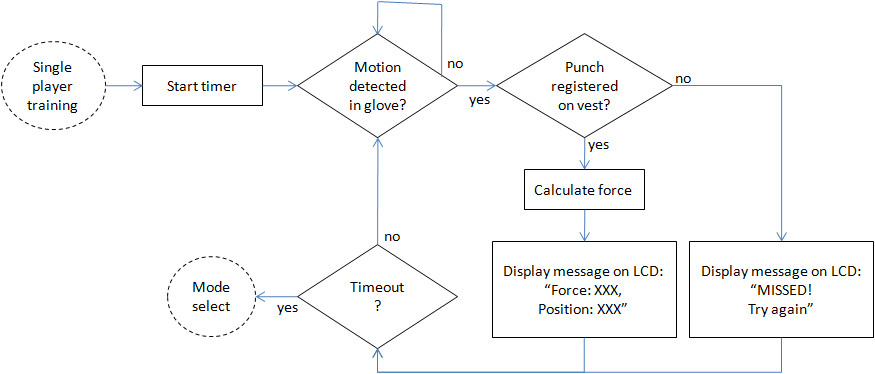 Single
player
training
Start timer
Motion
detected
in glove?
no
yes
Punch
registered
on vest?
no
yes
Calculate force
Display message on LCD:
“Force: XXX,
Position: XXX”
Display message on LCD:
“MISSED!
Try again”
no
Timeout
?
yes
Mode
select